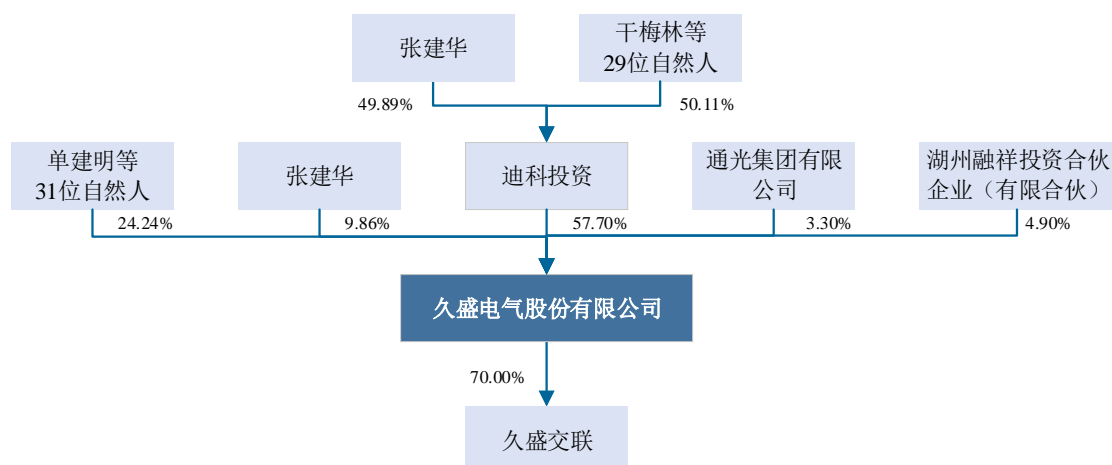 张建华
干梅林等
29位自然人
49.89%
50.11%
单建明等
31位自然人
张建华
迪科投资
通光集团有限
公司
湖州融祥投资合伙
企业（有限合伙）
24.24%
9.86%
57.70%
3.30%
4.90%
久盛电气股份有限公司
70.00%
久盛交联